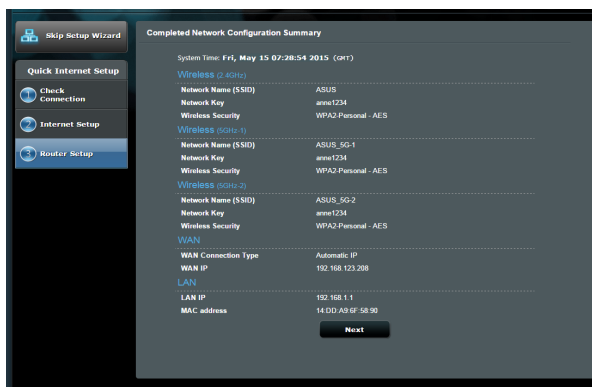 Skip Setup Wizard
Quick Internet Setup
1 Check Connection
2 Internet Setup
3 Router Setup
Completed Network Configuration Summary
System Time: Fri, May 15 07:28:54 2015 (GMT)
Wireless (2.4GHz)
Network Name (SSID) ASUS
Network Key anne1234
Wireless Security WPA2-Personal - AES
Wireless (5GHz-1)
Network Name (SSID) ASUS_5G-1
Network Key anne1234
Wireless Security WPA2-Personal - AES
Wireless (5GHz-2)
Network Name (SSID) ASUS_5G-2
Network Key anne1234
Wireless Security WPA2-Personal - AES
WAN
WAN Connection Type Automatic IP
WAN IP 192.168.123.208
LAN
LAN IP 192.168.1.1
MAC address 14:DD:A9:6F:58:90
Next